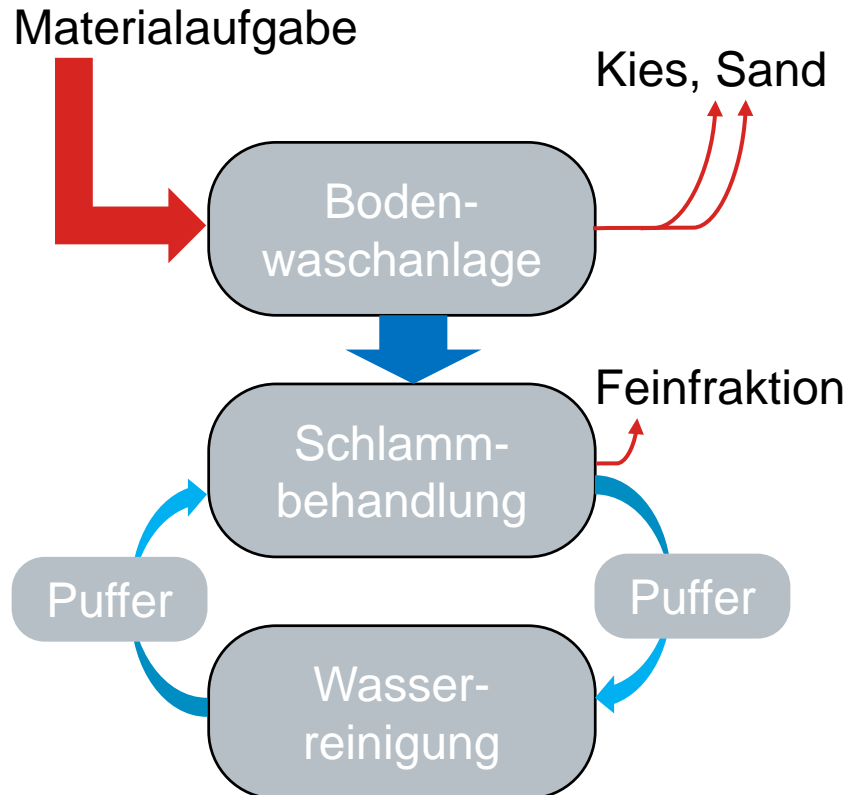 Materialaufgabe
Kies, Sand
Boden-
waschanlage
Feinfraktion
Schlamm-
behandlung
Puffer
Puffer
Wasser-
reinigung